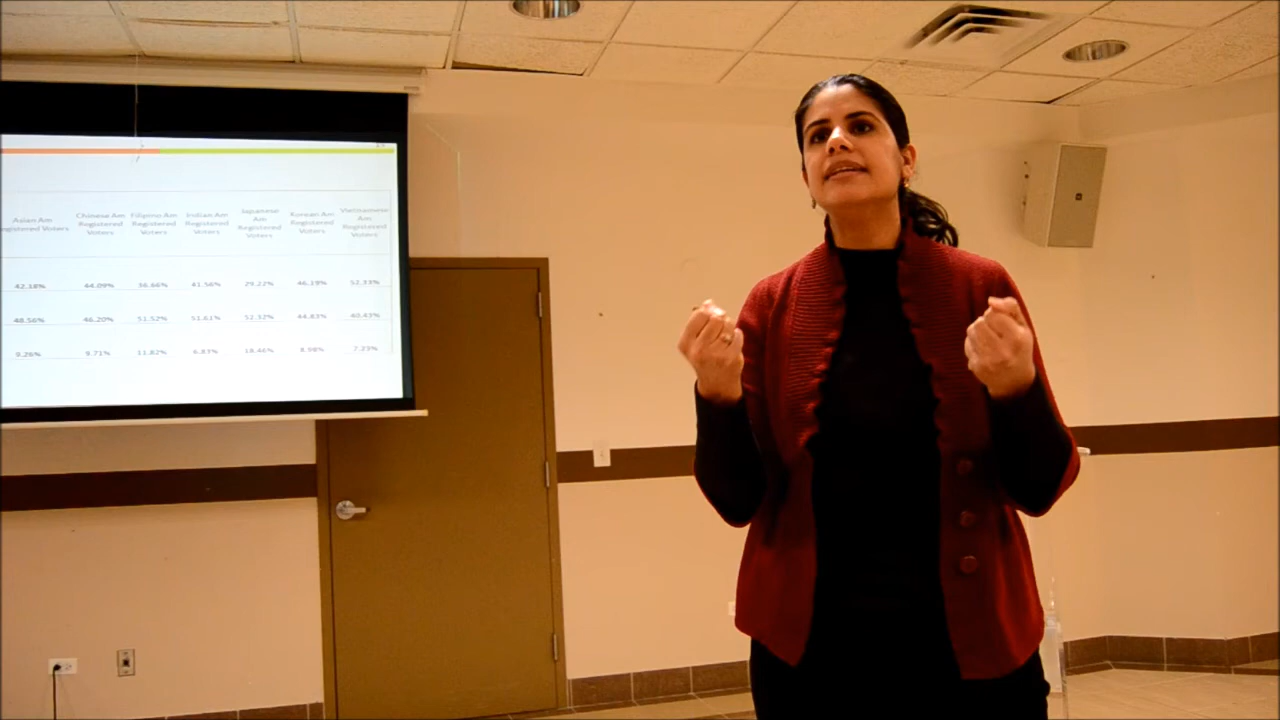 Asian Am Registered Voters
Chinese Am Registered Voters
Filipino Am Registered Voters
Indian Am Registered Voters
Japanese Am Registered Voters
Korean Am Registered Voters
Vietnamese Am Registered Voters
42.18% 44.09% 36.66% 41.56% 29.22% 46.19% 52.33%
48.56% 46.20% 51.52% 51.61% 52.32% 44.83% 40.43%
9.26% 9.71% 11.82% 6.83% 18.46% 8.98% 7.23%